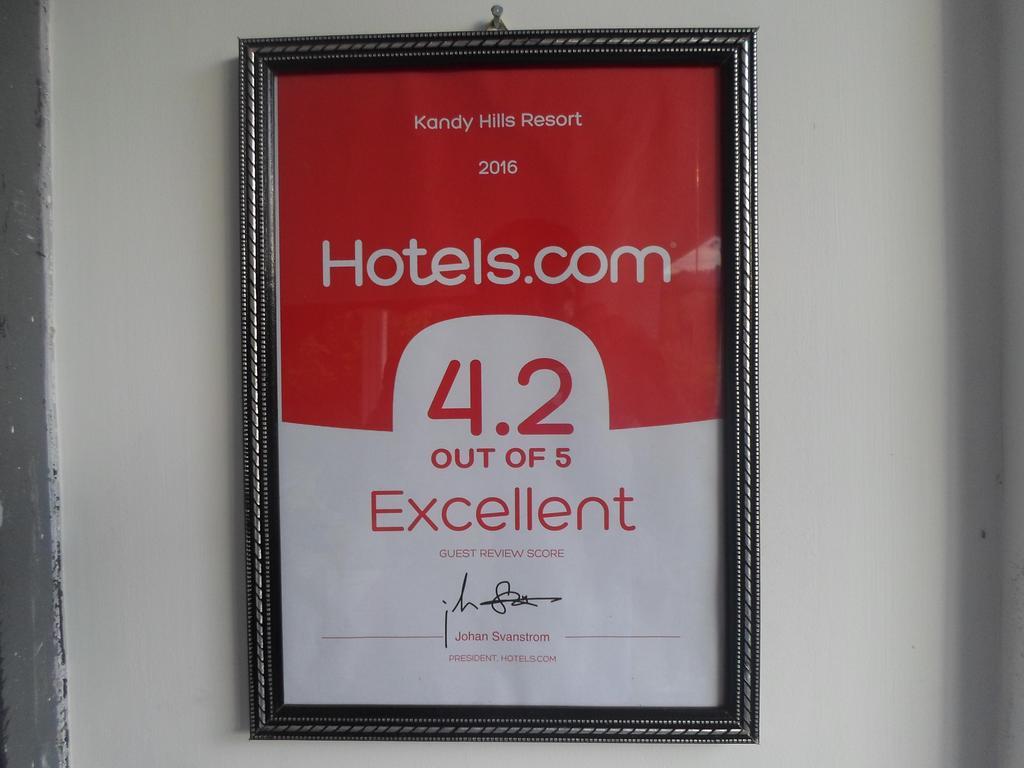 Kandy Hills Resort
2016
Hotels.com
4.2
OUT OF 5
Excellent
GUEST REVIEW SCORE
Johan Svanstrom
PRESIDENT, HOTELS.COM